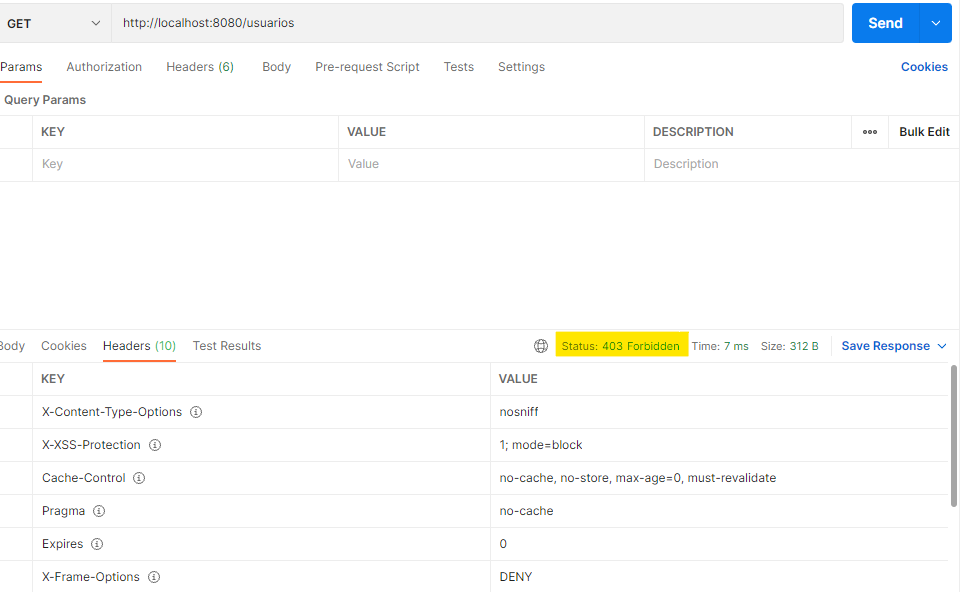 GET http://localhost:8080/usuarios Send
Params Authorization Headers (6) Body Pre-request Script Tests Settings Cookies
Query Params
KEY VALUE DESCRIPTION ooo Bulk Edit
Key Value Description
Body Cookies Headers (10) Test Results Status: 403 Forbidden Time: 7 ms Size: 312 B Save Response
KEY VALUE
X-Content-Type-Options nosniff
X-XSS-Protection 1; mode=block
Cache-Control no-cache, no-store, max-age=0, must-revalidate
Pragma no-cache
Expires 0
X-Frame-Options DENY